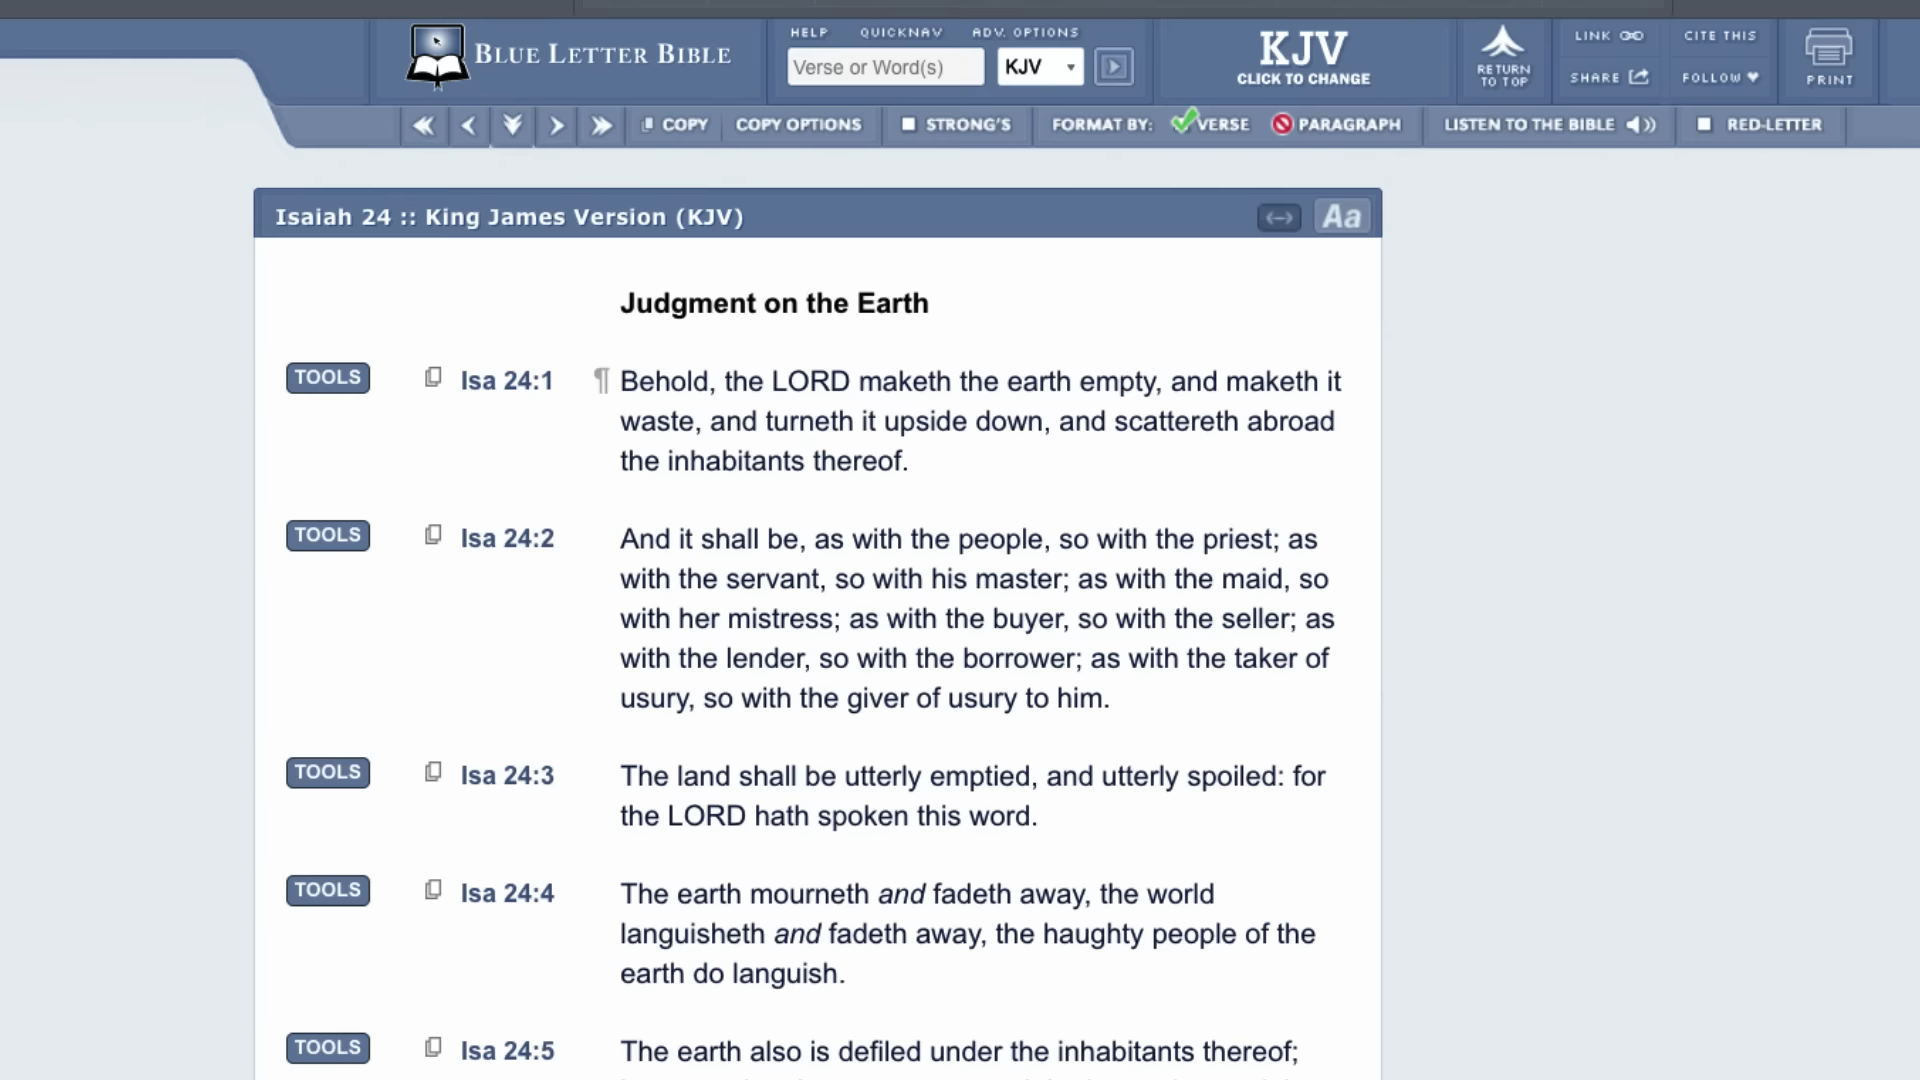 BLUE LETTER BIBLE
HELP QUICKNAV ADV. OPTIONS
Verse or Word(s) KJV
KJV
CLICK TO CHANGE
RETURN
TO TOP
LINK
SHARE
CITE THIS
FOLLOW
PRINT
COPY COPY OPTIONS STRONG'S FORMAT BY: VERSE PARAGRAPH LISTEN TO THE BIBLE RED-LETTER
Isaiah 24 :: King James Version (KJV) Aa
Judgment on the Earth
TOOLS Isa 24:1 ¶ Behold, the LORD maketh the earth empty, and maketh it
waste, and turneth it upside down, and scattereth abroad
the inhabitants thereof.
TOOLS Isa 24:2 And it shall be, as with the people, so with the priest; as
with the servant, so with his master; as with the maid, so
with her mistress; as with the buyer, so with the seller; as
with the lender, so with the borrower; as with the taker of
usury, so with the giver of usury to him.
TOOLS Isa 24:3 The land shall be utterly emptied, and utterly spoiled: for
the LORD hath spoken this word.
TOOLS Isa 24:4 The earth mourneth and fadeth away, the world
languisheth and fadeth away, the haughty people of the
earth do languish.
TOOLS Isa 24:5 The earth also is defiled under the inhabitants thereof;